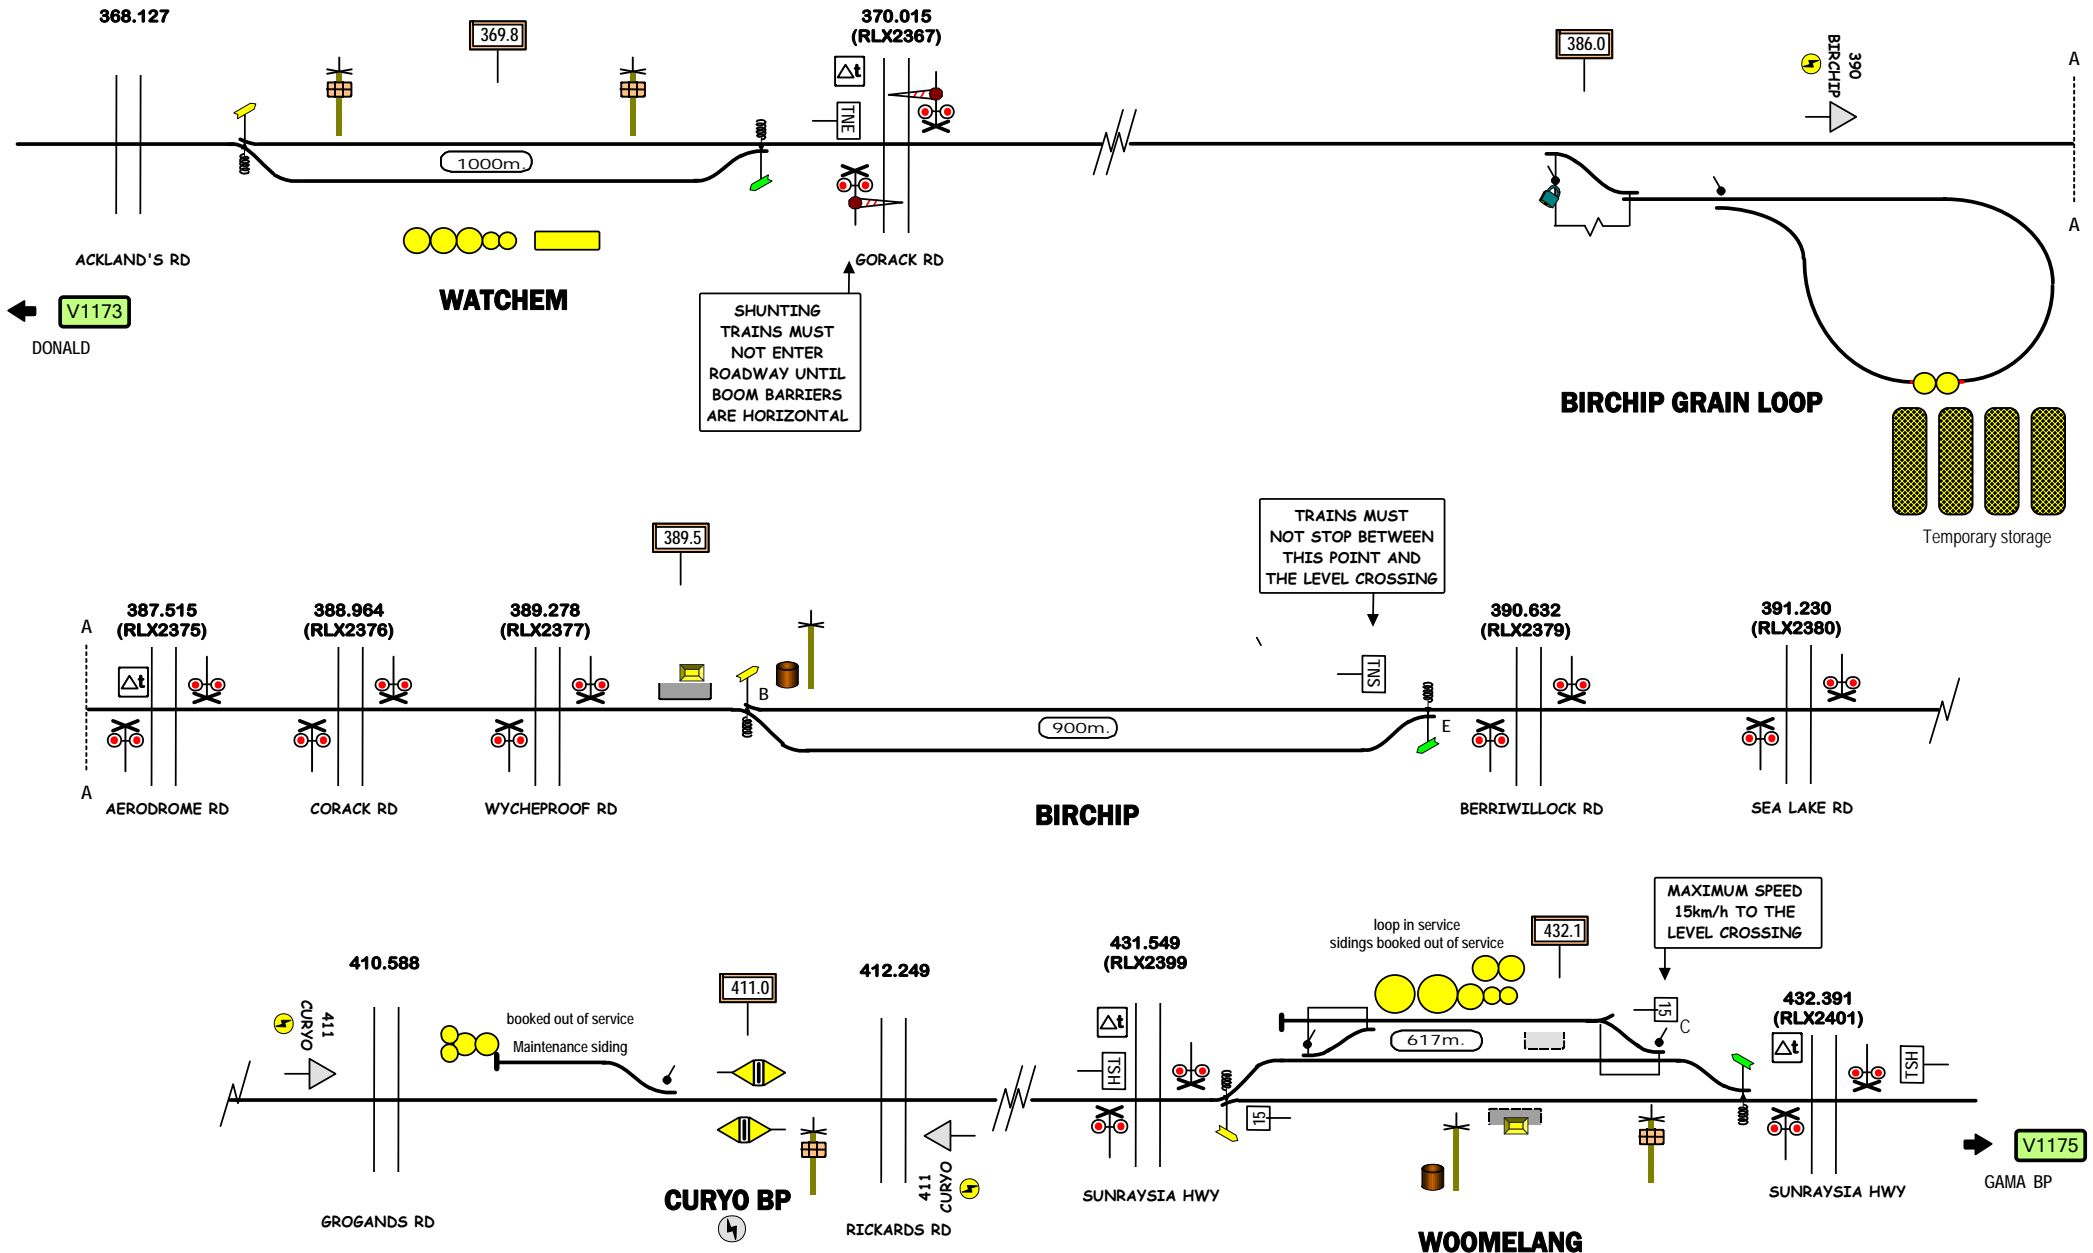 368.127
369.8
370.015
(RLX2367)
386.0
390
BIRCHIP
A
Δt
TNE
1000m.
ACKLAND'S RD
GORACK RD
A
WATCHEM
V1173
DONALD
SHUNTING
TRAINS MUST
NOT ENTER
ROADWAY UNTIL
BOOM BARRIERS
ARE HORIZONTAL
BIRCHIP GRAIN LOOP
Temporary storage
389.5
TRAINS MUST
NOT STOP BETWEEN
THIS POINT AND
THE LEVEL CROSSING
A
387.515
(RLX2375)
388.964
(RLX2376)
389.278
(RLX2377)
390.632
(RLX2379)
391.230
(RLX2380)
Δt
TNS
B
900m.
E
A
AERODROME RD
CORACK RD
WYCHEPROOF RD
BIRCHIP
BERRIWILLOCK RD
SEA LAKE RD
MAXIMUM SPEED
15km/h TO THE
LEVEL CROSSING
loop in service
sidings booked out of service
432.1
410.588
411.0
412.249
431.549
(RLX2399
432.391
(RLX2401)
411
CURYO
booked out of service
Maintenance siding
Δt
TSH
15
C
617m.
Δt
TSH
15
411
CURYO
CURYO BP
GROGANDS RD
RICKARDS RD
SUNRAYSIA HWY
WOOMELANG
SUNRAYSIA HWY
V1175
GAMA BP